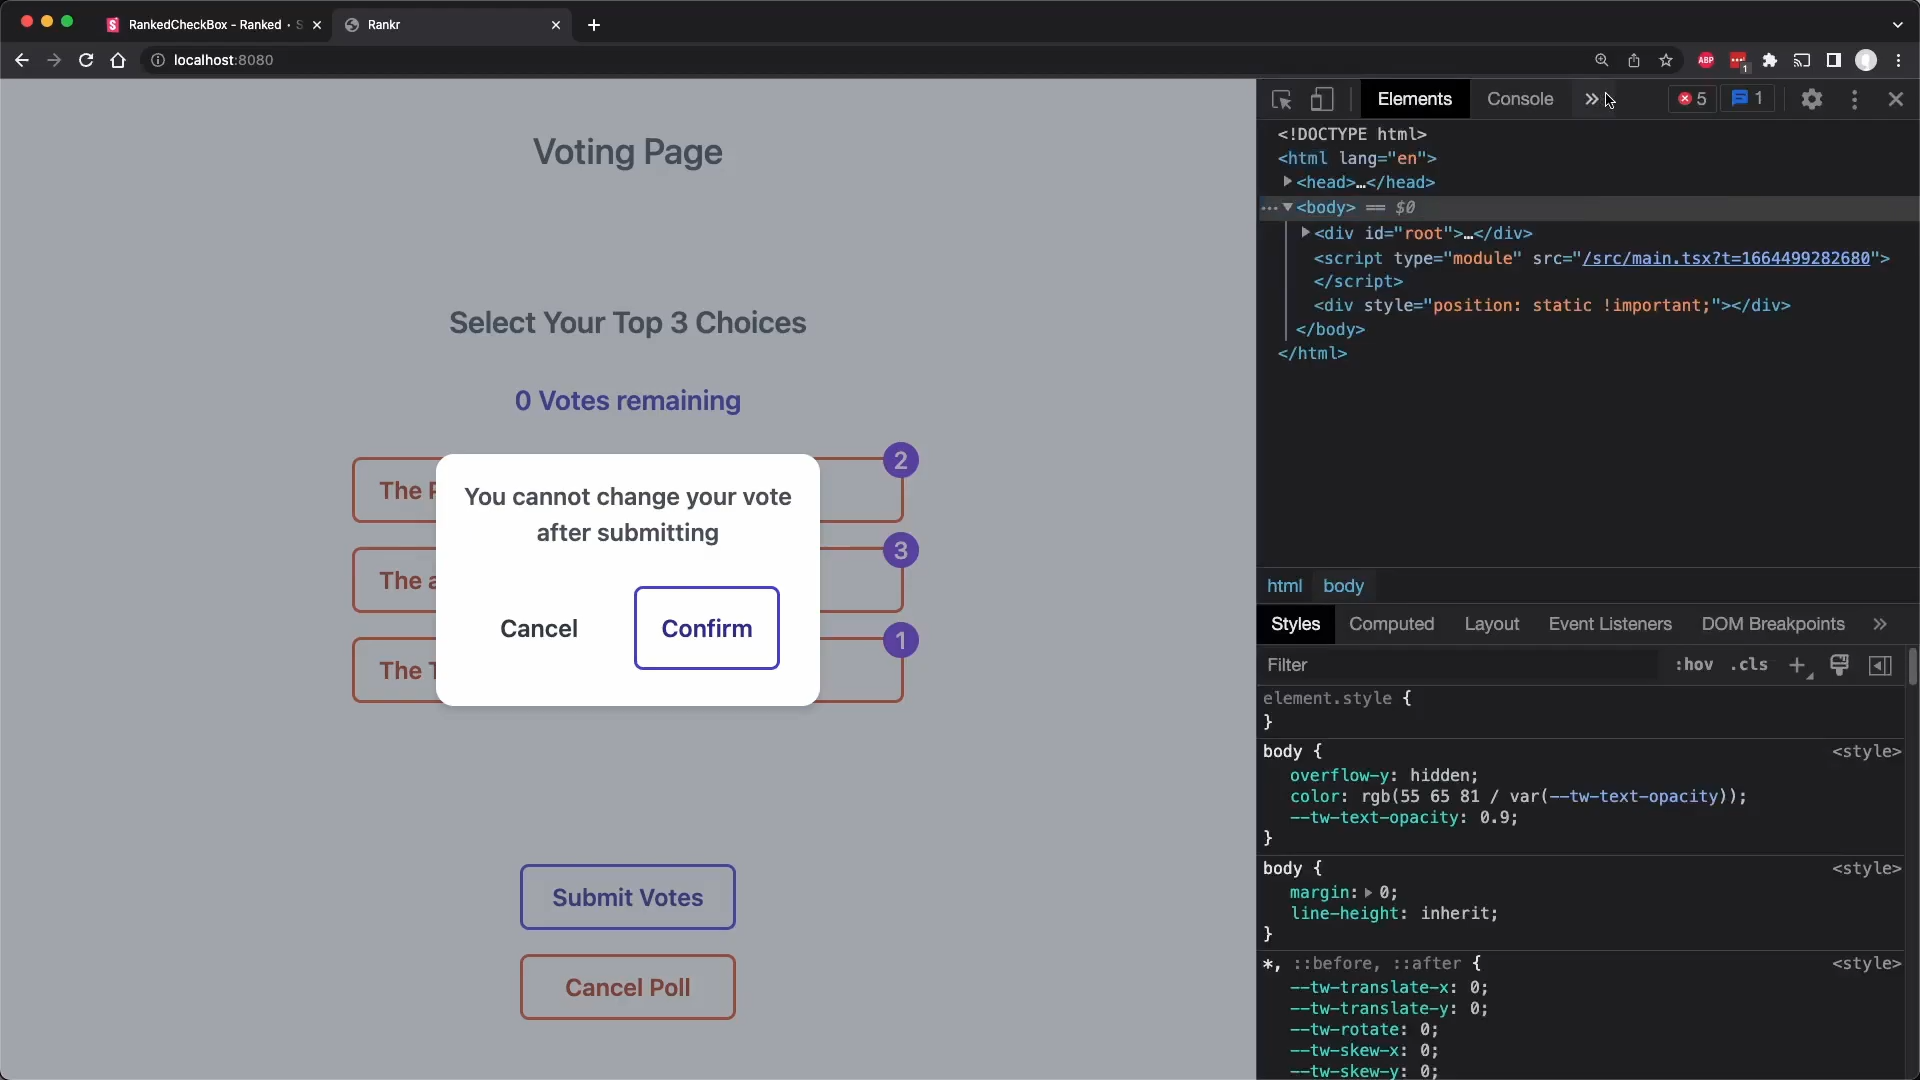 RankedCheckBox - Ranked · S
Rankr
localhost:8080
ABP
1
Voting Page
Select Your Top 3 Choices
0 Votes remaining
The
2
The a
3
The T
1
You cannot change your vote
after submitting
Cancel
Confirm
Submit Votes
Cancel Poll
Elements
Console
5
1
<!DOCTYPE html>
<html lang="en">
<head>…</head>
<body> == $0
<div id="root">…</div>
<script type="module" src="/src/main.tsx?t=1664499282680">
</script>
<div style="position: static !important;"></div>
</body>
</html>
html
body
Styles
Computed
Layout
Event Listeners
DOM Breakpoints
Filter
:hov
.cls
element.style {
}
body {
<style>
overflow-y: hidden;
color: rgb(55 65 81 / var(--tw-text-opacity));
--tw-text-opacity: 0.9;
}
body {
<style>
margin: 0;
line-height: inherit;
}
*, ::before, ::after {
<style>
--tw-translate-x: 0;
--tw-translate-y: 0;
--tw-rotate: 0;
--tw-skew-x: 0;
--tw-skew-y: 0;